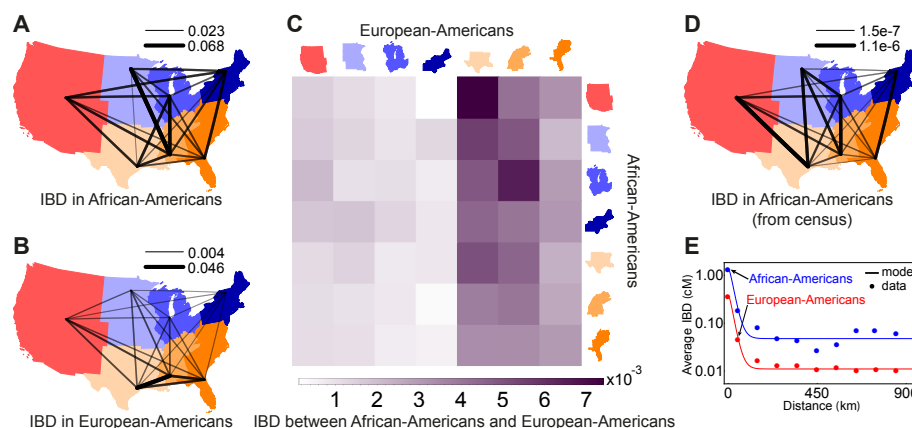 A
0.023
0.068
IBD in African-Americans
B
0.004
0.046
IBD in European-Americans
C
European-Americans
African-Americans
x10⁻³
1 2 3 4 5 6 7
IBD between African-Americans and European-Americans
D
1.5e-7
1.1e-6
IBD in African-Americans
(from census)
E
Average IBD (cM)
1.00
0.10
0.01
African-Americans
European-Americans
mode
data
0 450 900
Distance (km)